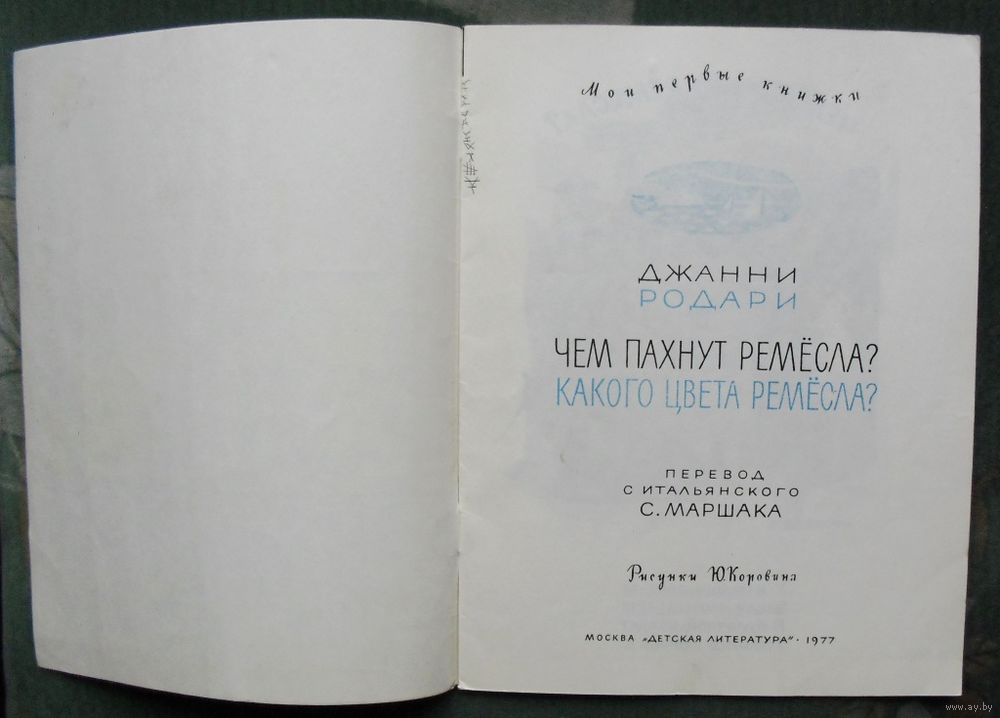 Мои первые книжки
ДЖАННИ
РОДАРИ
ЧЕМ ПАХНУТ РЕМЁСЛА?
КАКОГО ЦВЕТА РЕМЁСЛА?
ПЕРЕВОД
С ИТАЛЬЯНСКОГО
С. МАРШАКА
Рисунки Ю. Коровина
МОСКВА „ДЕТСКАЯ ЛИТЕРАТУРА“ · 1977
www.ay.by